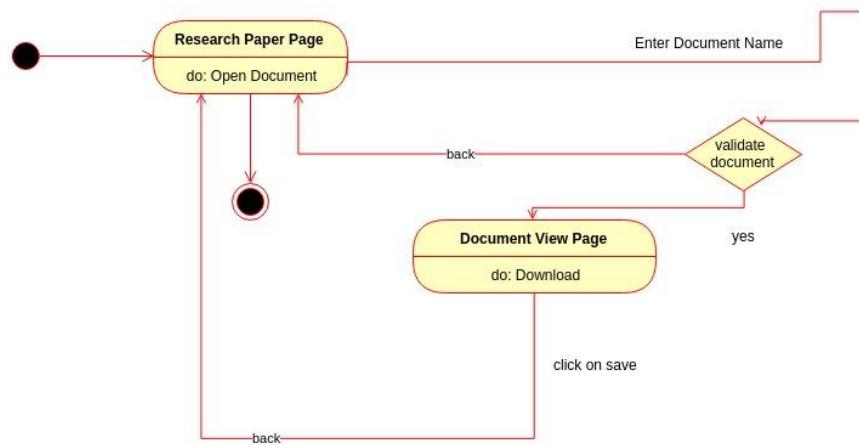 Research Paper Page
do: Open Document
Enter Document Name
validate
document
back
yes
Document View Page
do: Download
click on save
back